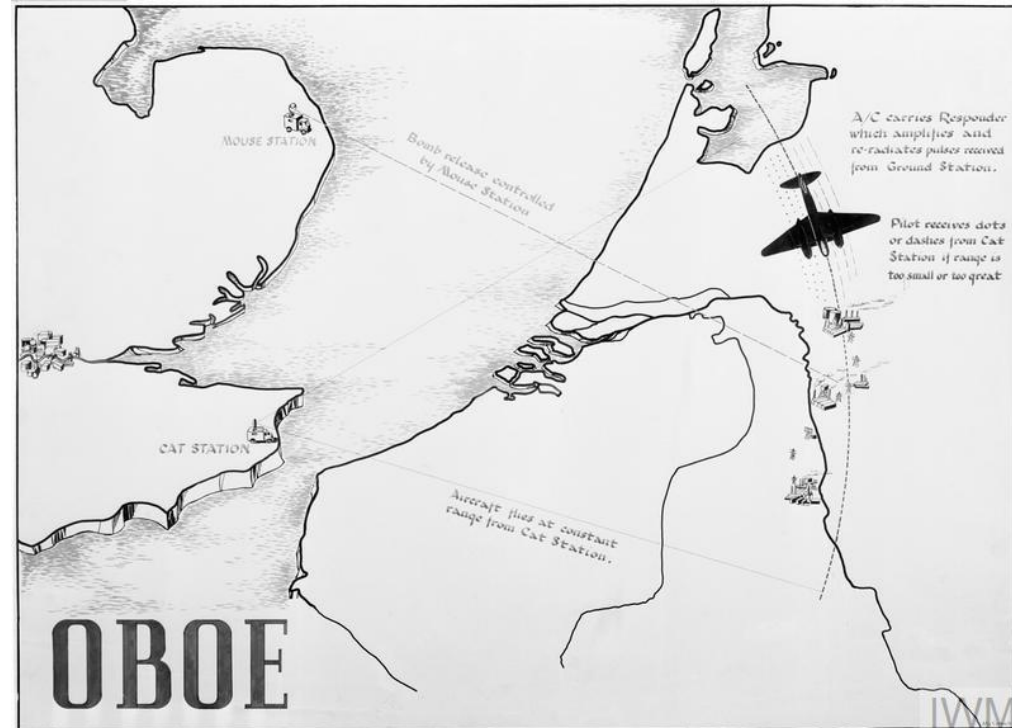 MOUSE STATION
Bomb release controlled
by Mouse Station
A/C carries Responder
which amplifies and
re-radiates pulses received
from Ground Station.
Pilot receives dots
or dashes from Cat
Station if range is
too small or too great
CAT STATION
Aircraft flies at constant
range from Cat Station.
OBOE
IWM